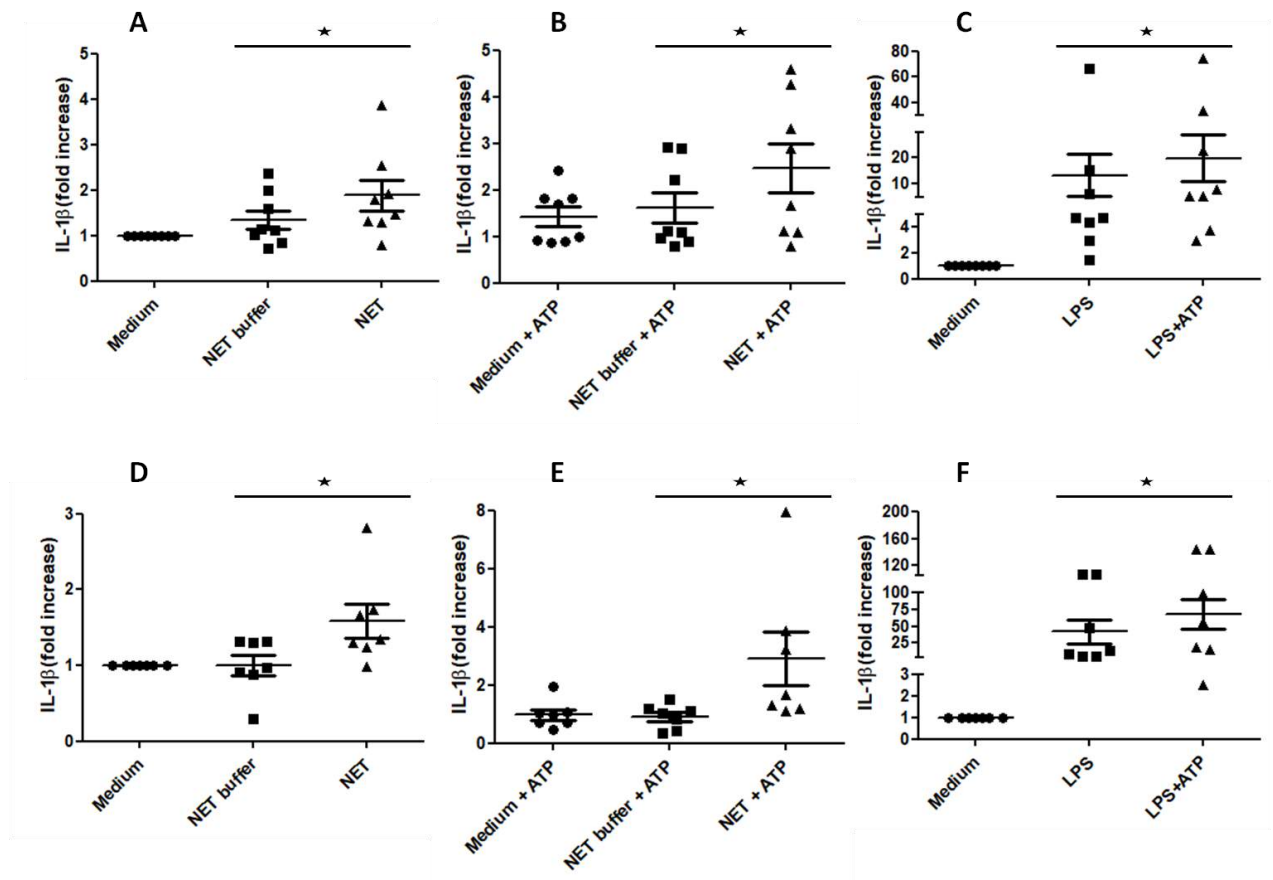 A
B
C
★
★
★
IL-1β (fold increase)
5
4
3
2
1
0
Medium
NET buffer
NET
IL-1β (fold increase)
5
4
3
2
1
0
Medium + ATP
NET buffer + ATP
NET + ATP
IL-1β (fold increase)
80
60
40
20
10
4
2
0
Medium
LPS
LPS+ATP
D
E
F
★
★
★
IL-1β (fold increase)
3
2
1
0
Medium
NET buffer
NET
IL-1β (fold increase)
8
6
4
2
0
Medium + ATP
NET buffer + ATP
NET + ATP
IL-1β (fold increase)
200
160
120
100
75
50
25
3
2
1
0
Medium
LPS
LPS+ATP